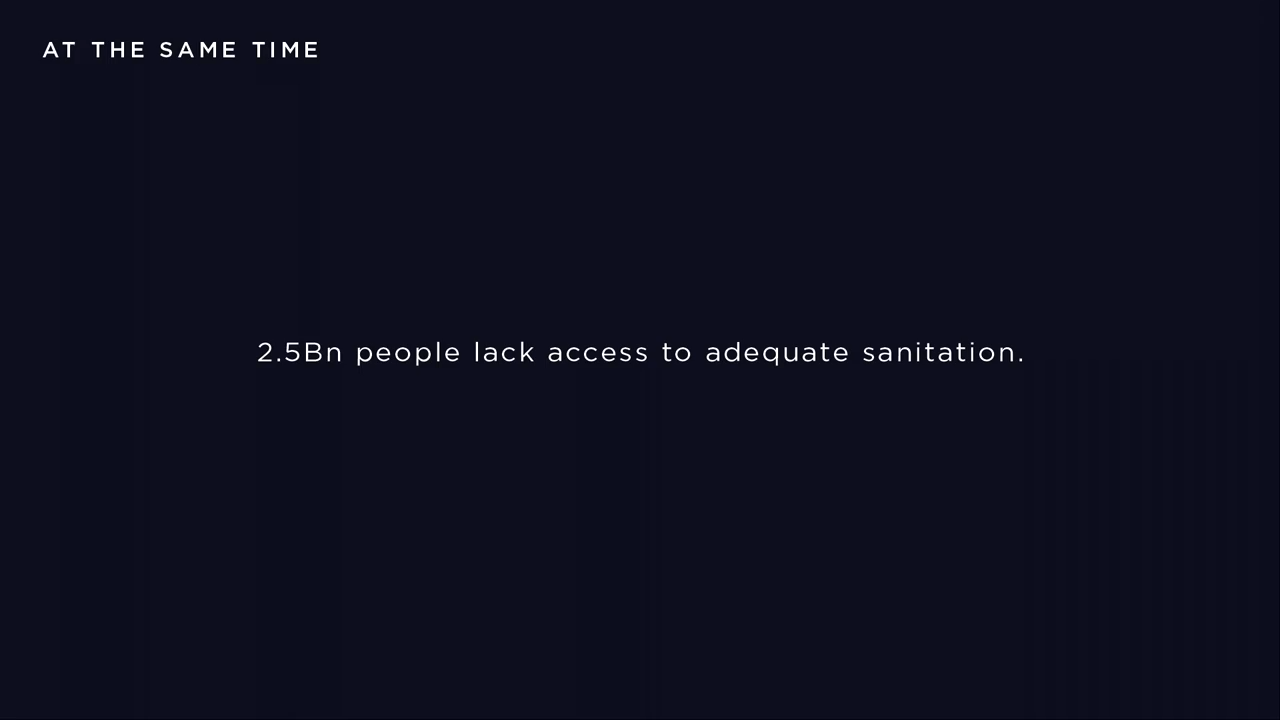 AT THE SAME TIME
2.5Bn people lack access to adequate sanitation.